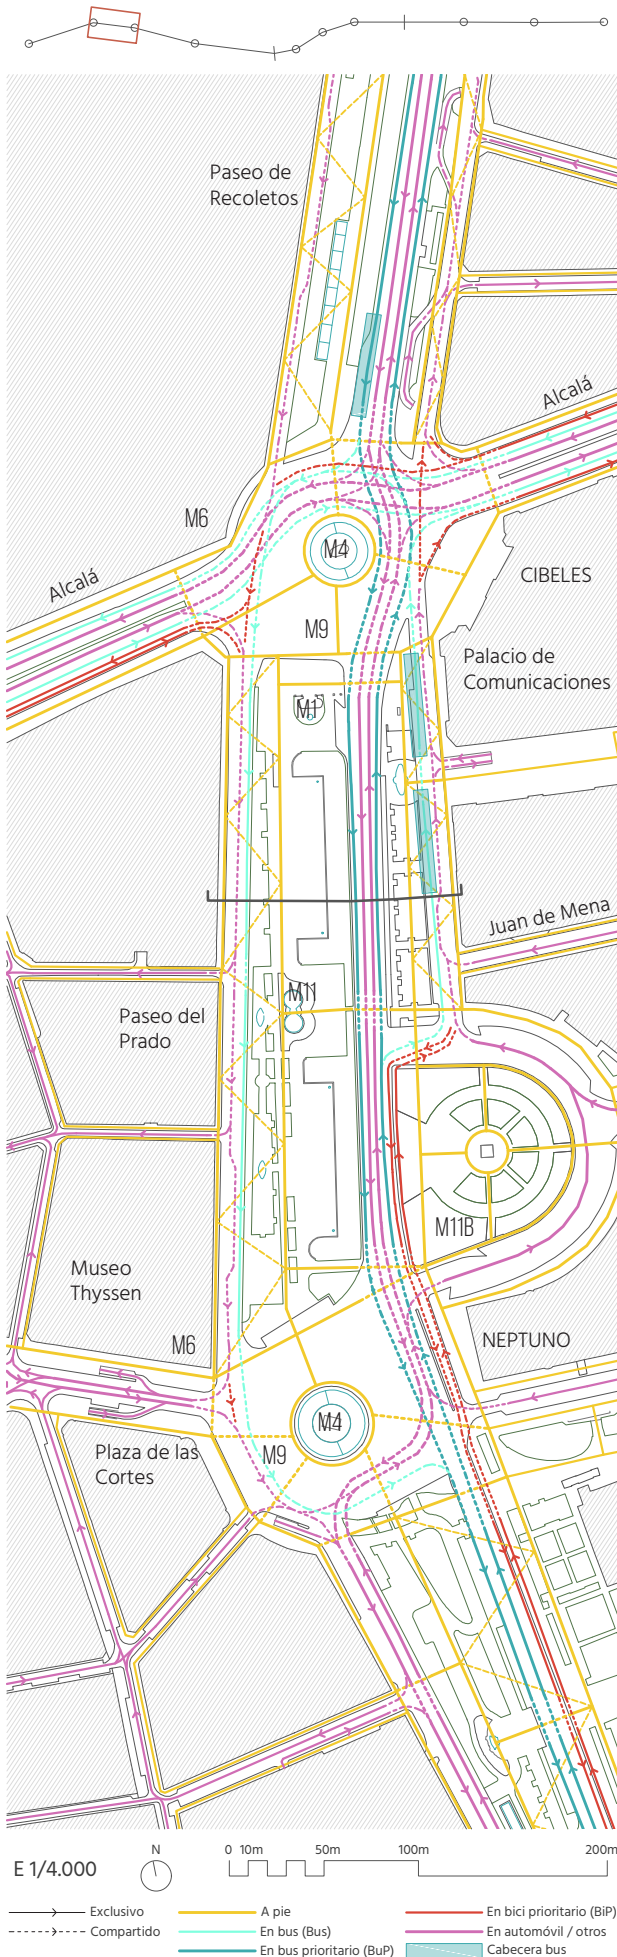 Paseo de
Recoletos
Alcalá
M6
M4
Alcalá
CIBELES
M9
Palacio de
Comunicaciones
M1
Juan de Mena
M11
Paseo del
Prado
M11B
Museo
Thyssen
NEPTUNO
M6
M4
Plaza de las
Cortes
M9
E 1/4.000
N
0 10m 50m 100m 200m
Exclusivo
A pie
En bici prioritario (BiP)
Compartido
En bus (Bus)
En automóvil / otros
En bus prioritario (BuP)
Cabecera bus